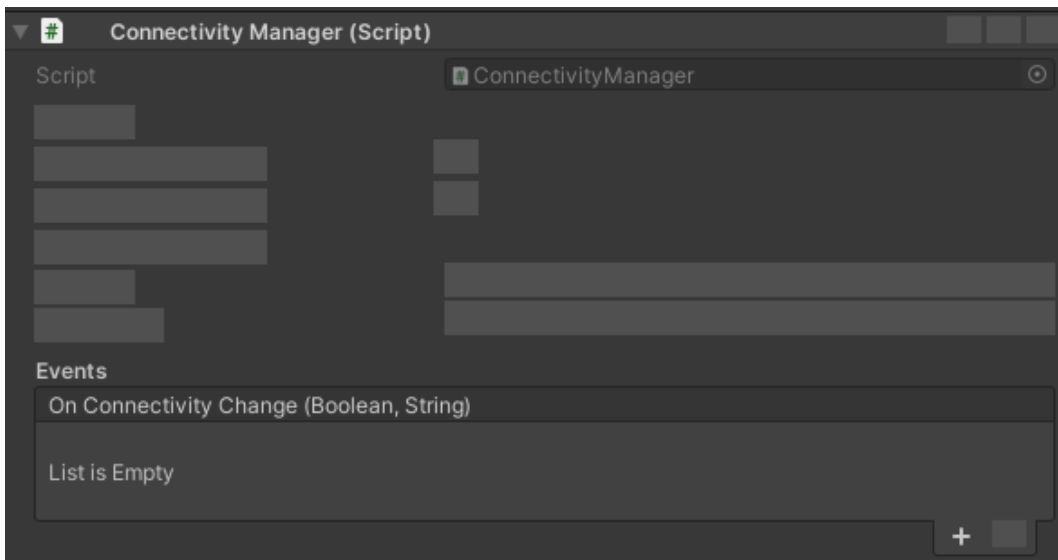 Connectivity Manager (Script)
Script
ConnectivityManager
Events
On Connectivity Change (Boolean, String)
List is Empty
+